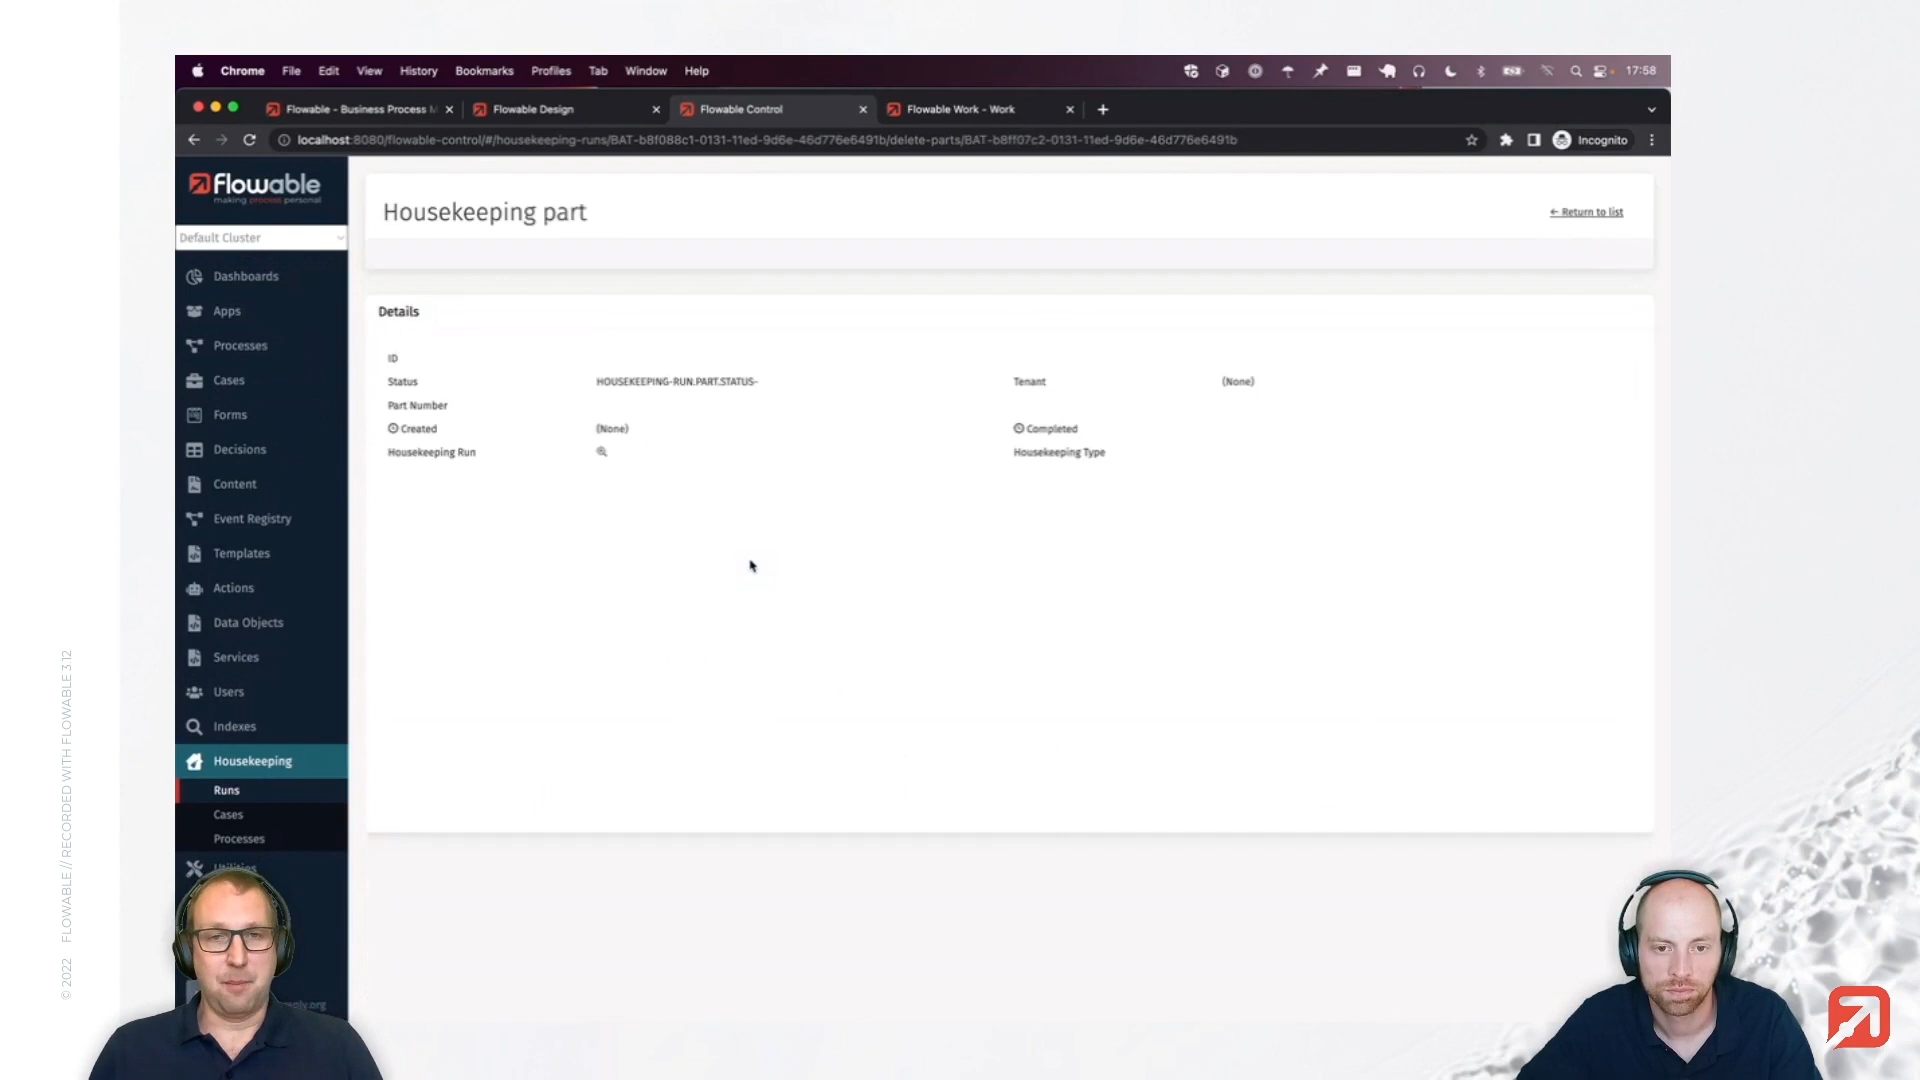 Chrome File Edit View History Bookmarks Profiles Tab Window Help 17:58
Flowable - Business Process M Flowable Design Flowable Control Flowable Work - Work
localhost:8080/flowable-control/#/housekeeping-runs/BAT-b8f088c1-0131-11ed-9d6e-46d776e6491b/delete-parts/BAT-b8ff07c2-0131-11ed-9d6e-46d776e6491b Incognito
flowable
making process personal
Default Cluster
Dashboards
Apps
Processes
Cases
Forms
Decisions
Content
Event Registry
Templates
Actions
Data Objects
Services
Users
Indexes
Housekeeping
Runs
Cases
Processes
Utilities
Housekeeping part
← Return to list
Details
ID
Status HOUSEKEEPING-RUN.PART.STATUS- Tenant (None)
Part Number
Created (None) Completed
Housekeeping Run Housekeeping Type
© 2022 FLOWABLE // RECORDED WITH FLOWABLE 3.12